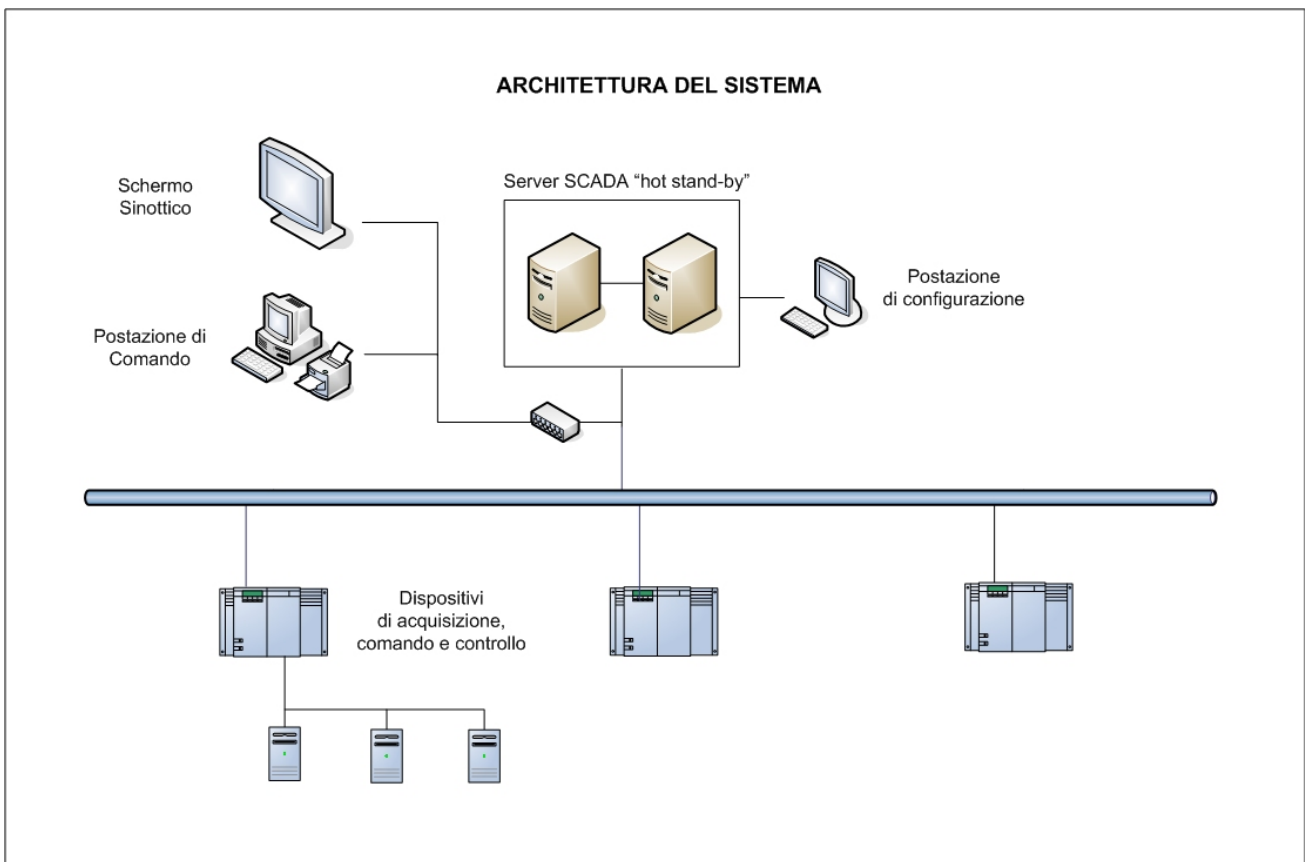 ARCHITETTURA DEL SISTEMA
Schermo
Sinottico
Server SCADA “hot stand-by”
Postazione
di configurazione
Postazione di
Comando
Dispositivi
di acquisizione,
comando e controllo